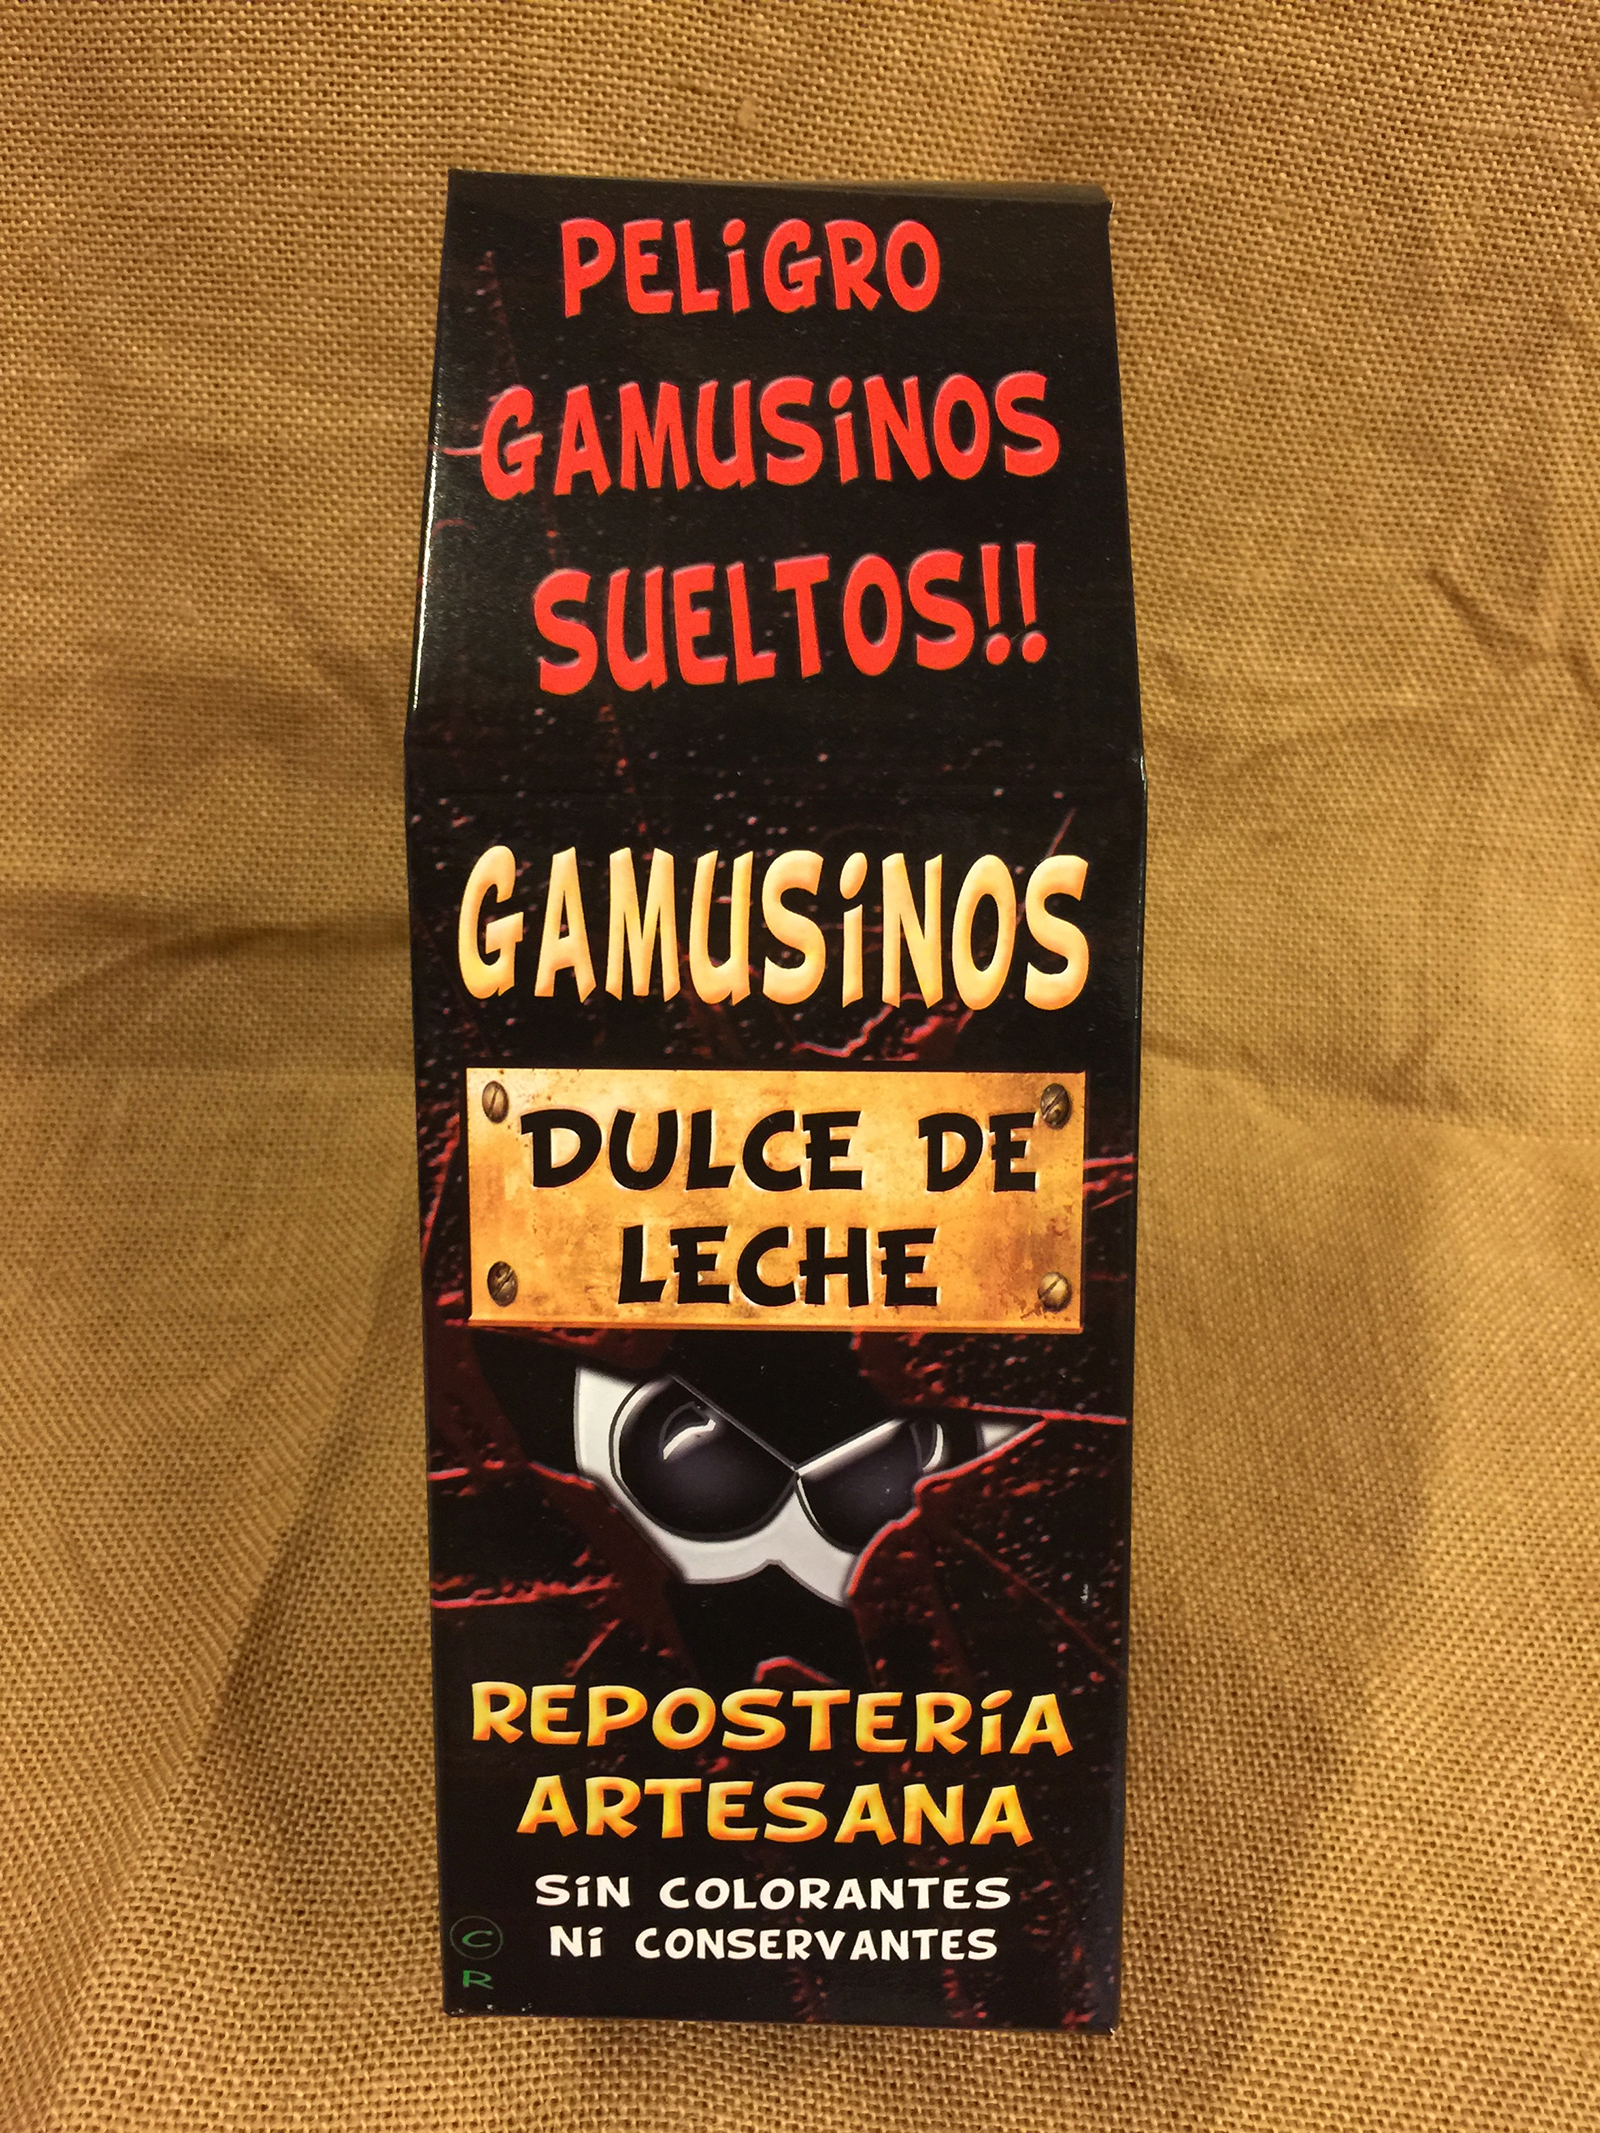 PELiGRO
GAMUSiNOS
SUELTOS!!
GAMUSiNOS
DULCE DE
LECHE
REPOSTERíA
ARTESANA
SiN COLORANTES
Ni CONSERVANTES
C
R